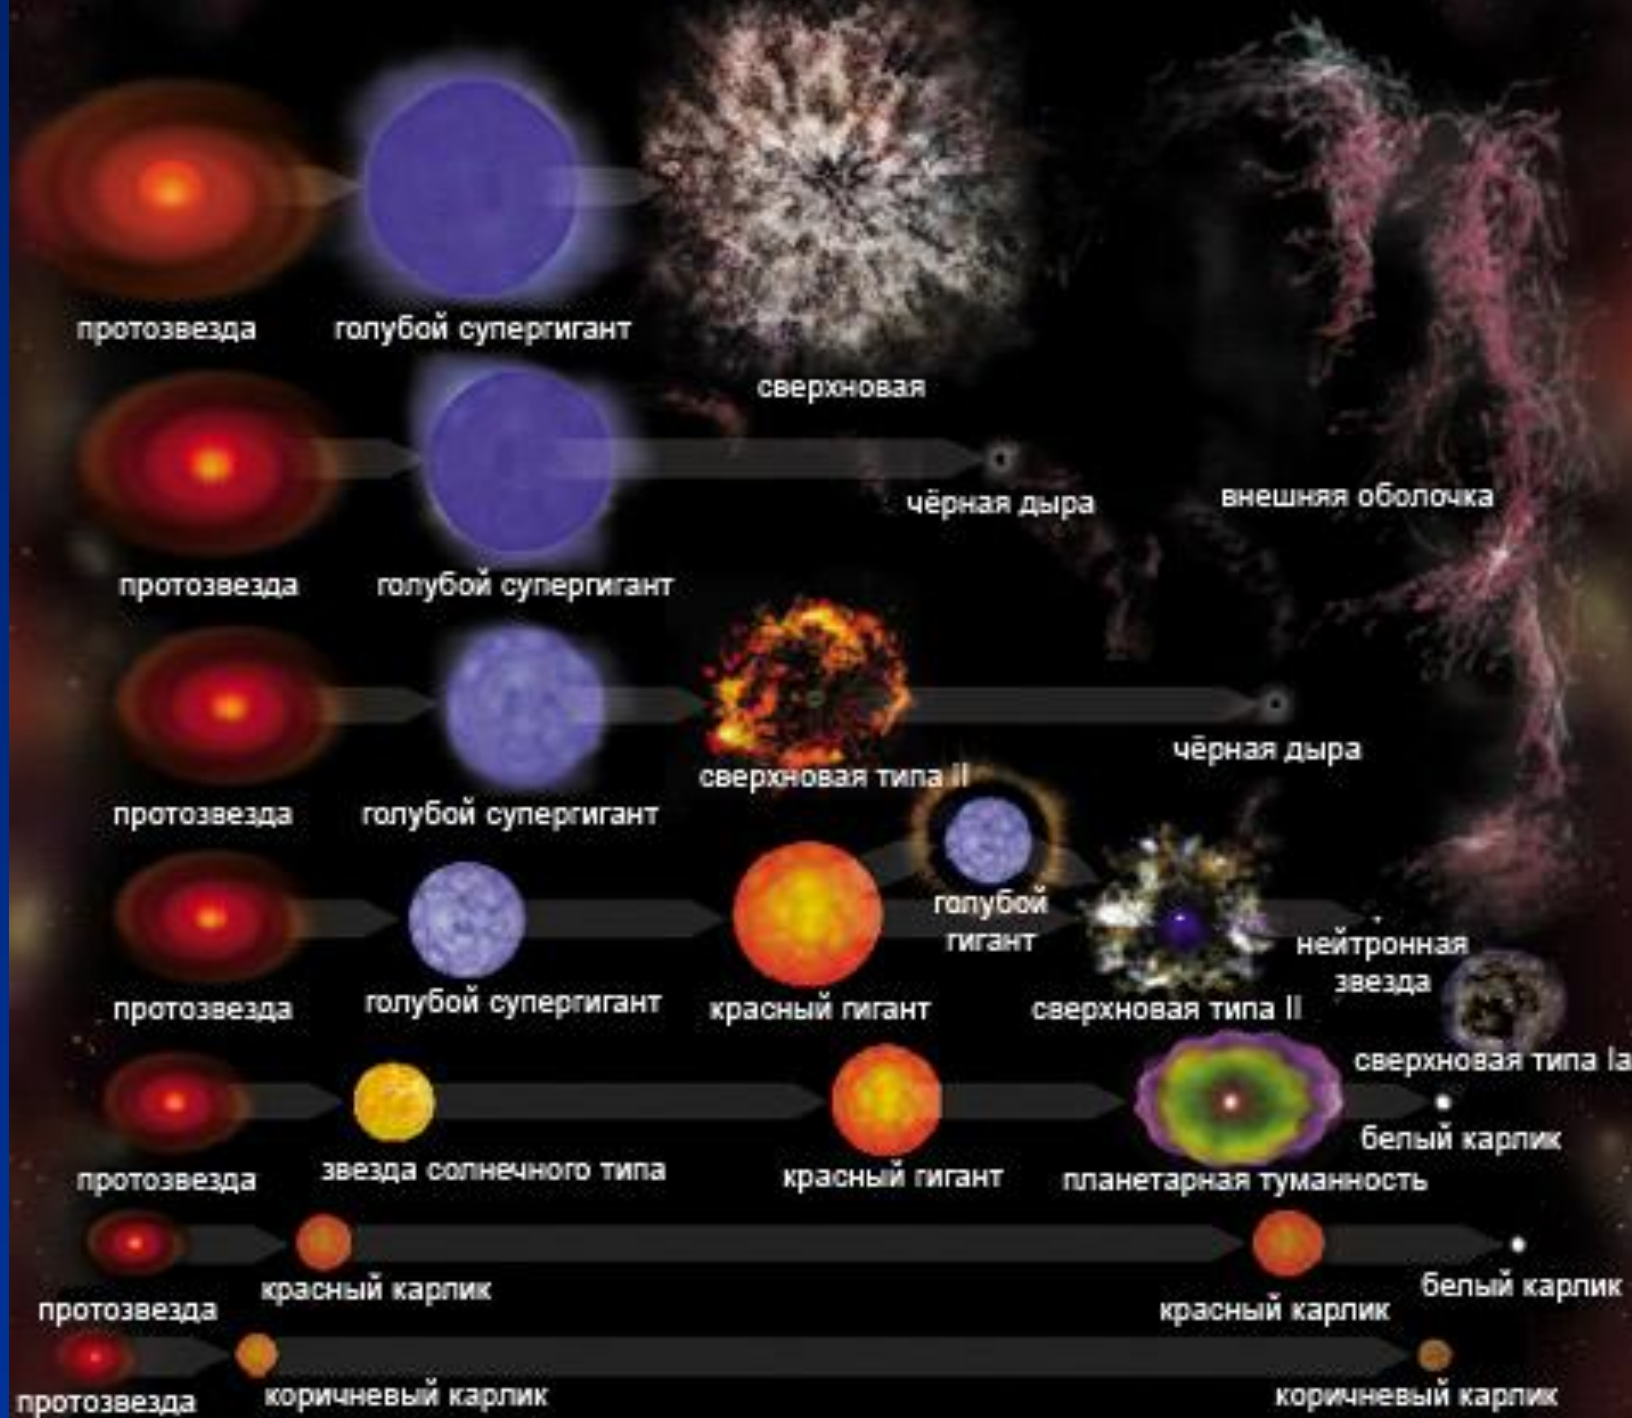 протозвезда
голубой супергигант
сверхновая
чёрная дыра
внешняя оболочка
протозвезда
голубой супергигант
чёрная дыра
сверхновая типа II
протозвезда
голубой супергигант
голубой
гигант
нейтронная
звезда
протозвезда
голубой супергигант
красный гигант
сверхновая типа II
сверхновая типа Ia
белый карлик
протозвезда
звезда солнечного типа
красный гигант
планетарная туманность
красный карлик
белый карлик
протозвезда
красный карлик
протозвезда
коричневый карлик
коричневый карлик